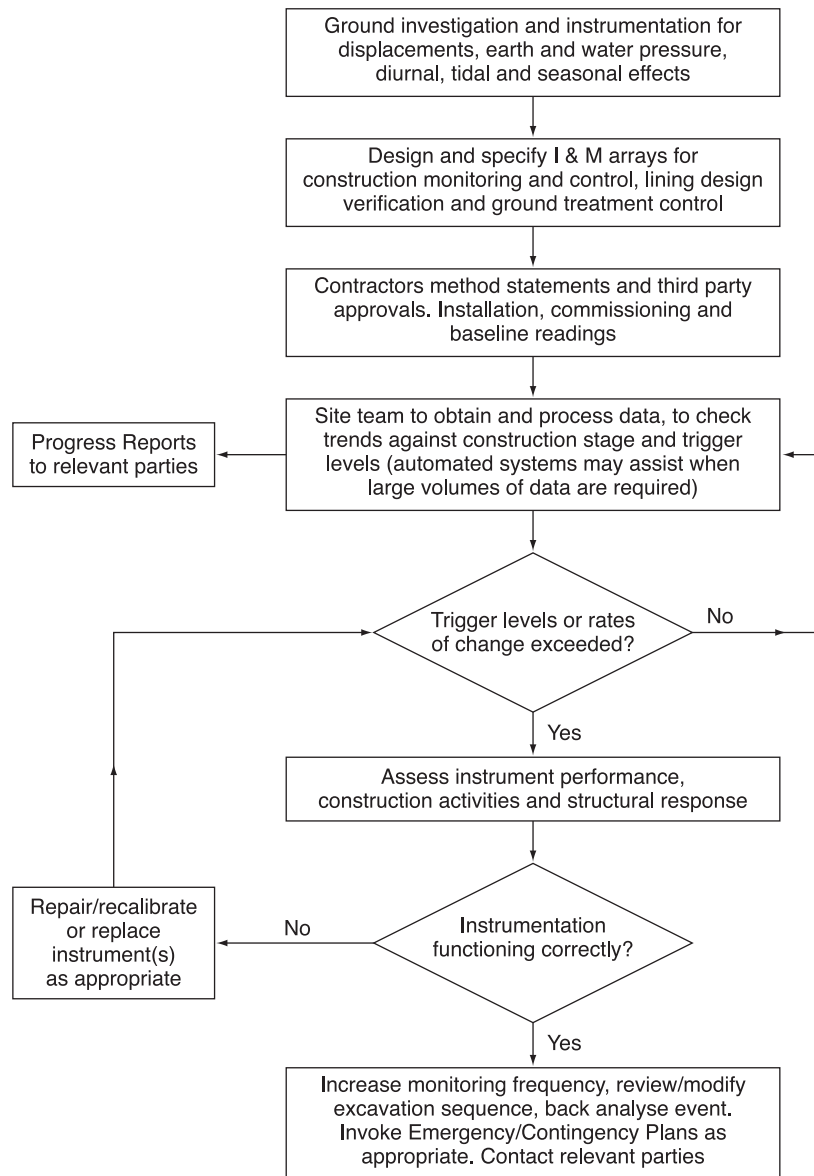 Ground investigation and instrumentation for
displacements, earth and water pressure,
diurnal, tidal and seasonal effects
Design and specify I & M arrays for
construction monitoring and control, lining design
verification and ground treatment control
Contractors method statements and third party
approvals. Installation, commissioning and
baseline readings
Site team to obtain and process data, to check
trends against construction stage and trigger
levels (automated systems may assist when
large volumes of data are required)
Progress Reports
to relevant parties
Trigger levels or rates
of change exceeded?
No
Yes
Assess instrument performance,
construction activities and structural response
Instrumentation
functioning correctly?
No
Repair/recalibrate
or replace
instrument(s)
as appropriate
Yes
Increase monitoring frequency, review/modify
excavation sequence, back analyse event.
Invoke Emergency/Contingency Plans as
appropriate. Contact relevant parties